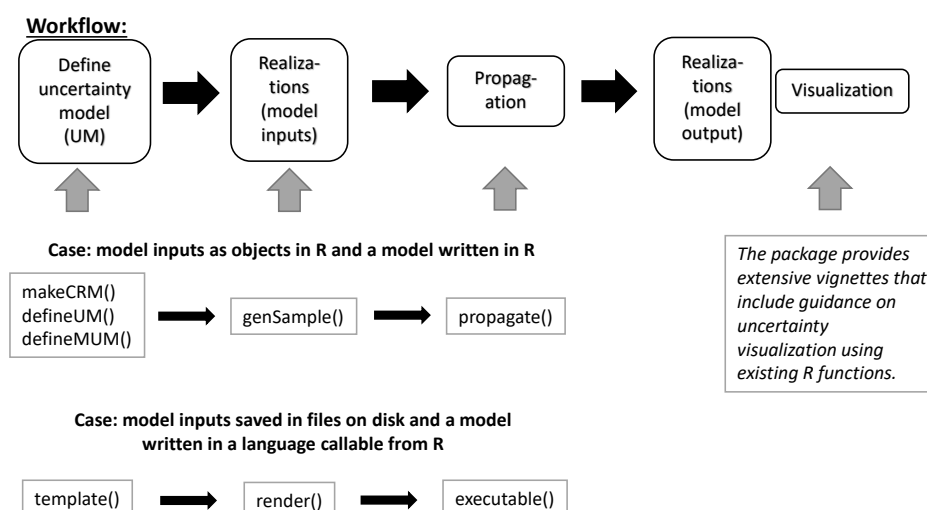 Workflow:
Define
uncertainty
model
(UM)
Realiza-
tions
(model
inputs)
Propag-
ation
Realiza-
tions
(model
output)
Visualization
Case: model inputs as objects in R and a model written in R
makeCRM()
defineUM()
defineMUM()
genSample()
propagate()
The package provides
extensive vignettes that
include guidance on
uncertainty
visualization using
existing R functions.
Case: model inputs saved in files on disk and a model
written in a language callable from R
template()
render()
executable()